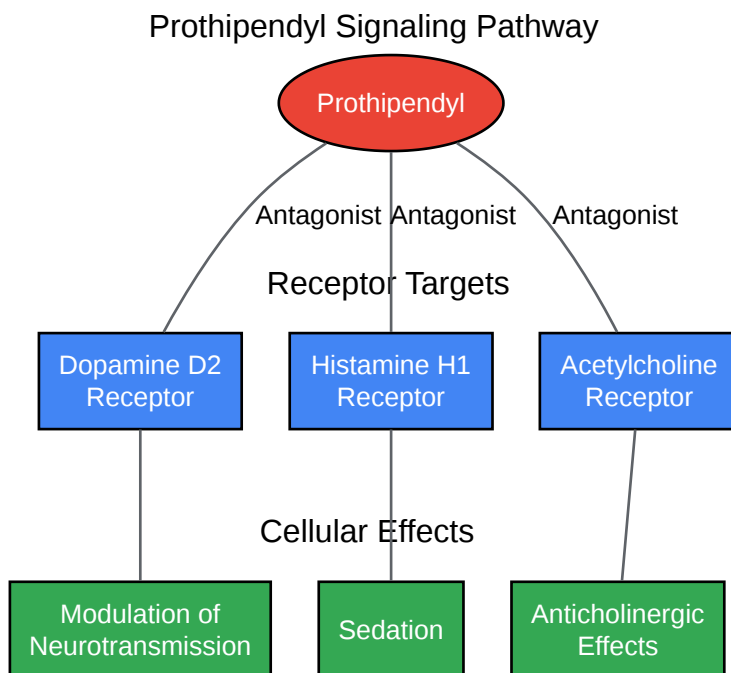 Prothipendyl Signaling Pathway
Prothipendyl
Antagonist
Antagonist
Antagonist
Receptor Targets
Dopamine D2
Receptor
Histamine H1
Receptor
Acetylcholine
Receptor
Cellular Effects
Modulation of
Neurotransmission
Sedation
Anticholinergic
Effects